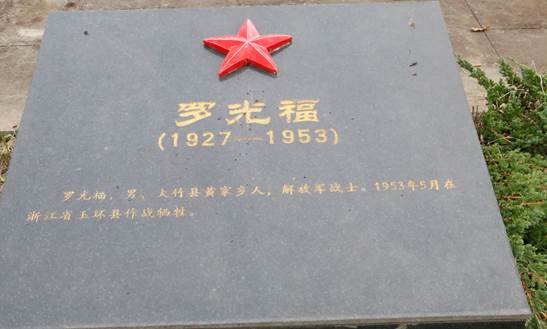 罗光福
(1927—1953)
罗光福，男，大竹县黄家乡人，解放军战士。1953年5月在
浙江省玉环县作战牺牲。